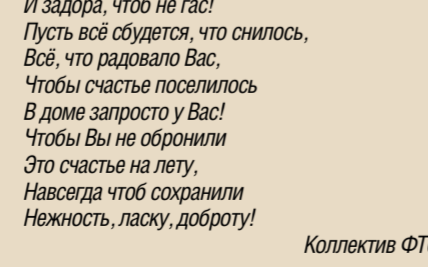 И задора, чтоб не гас!
Пусть всё сбудется, что снилось,
Всё, что радовало Вас,
Чтобы счастье поселилось
В доме запросто у Вас!
Чтобы Вы не обронили
Это счастье на лету,
Навсегда чтоб сохранили
Нежность, ласку, доброту!
Коллектив